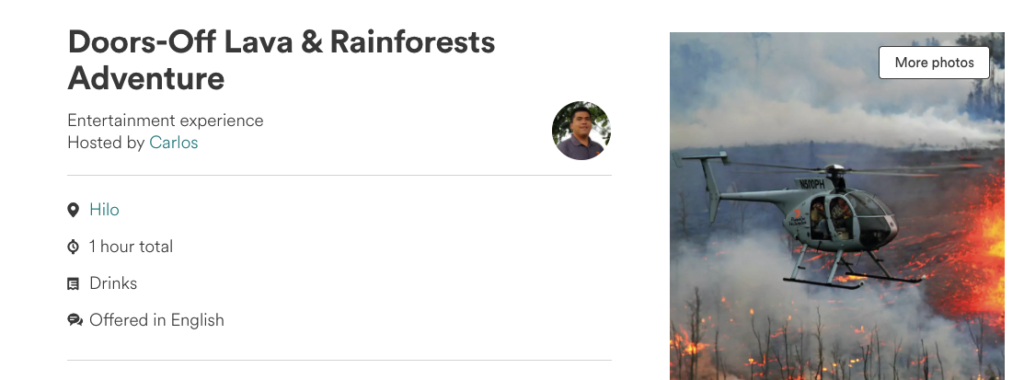 Doors-Off Lava & Rainforests
Adventure
Entertainment experience
Hosted by Carlos
Hilo
1 hour total
Drinks
Offered in English
More photos
N510PH